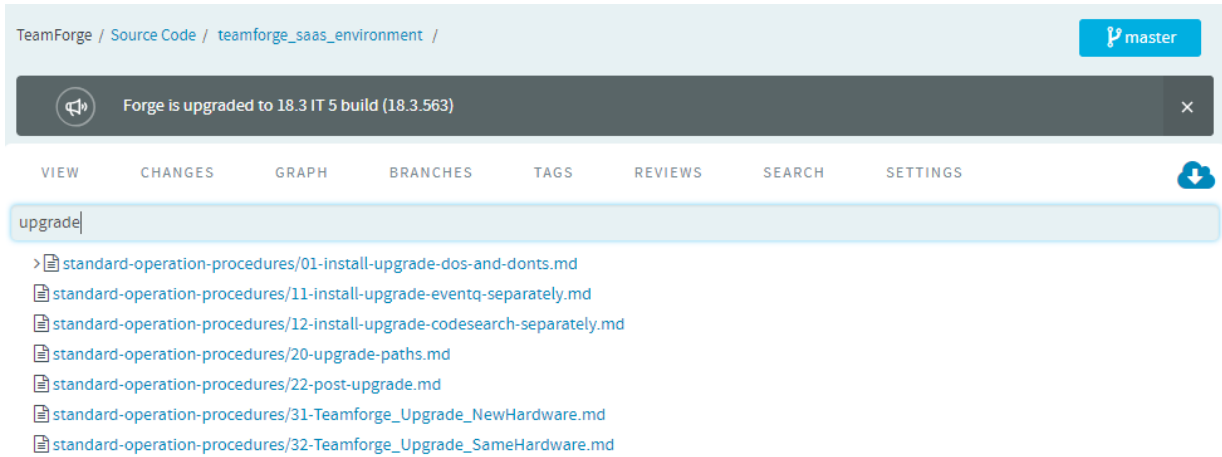 TeamForge / Source Code / teamforge_saas_environment /
master
Forge is upgraded to 18.3 IT 5 build (18.3.563)
×
VIEW CHANGES GRAPH BRANCHES TAGS REVIEWS SEARCH SETTINGS
upgrade
>standard-operation-procedures/01-install-upgrade-dos-and-donts.md
standard-operation-procedures/11-install-upgrade-eventq-separately.md
standard-operation-procedures/12-install-upgrade-codesearch-separately.md
standard-operation-procedures/20-upgrade-paths.md
standard-operation-procedures/22-post-upgrade.md
standard-operation-procedures/31-Teamforge_Upgrade_NewHardware.md
standard-operation-procedures/32-Teamforge_Upgrade_SameHardware.md